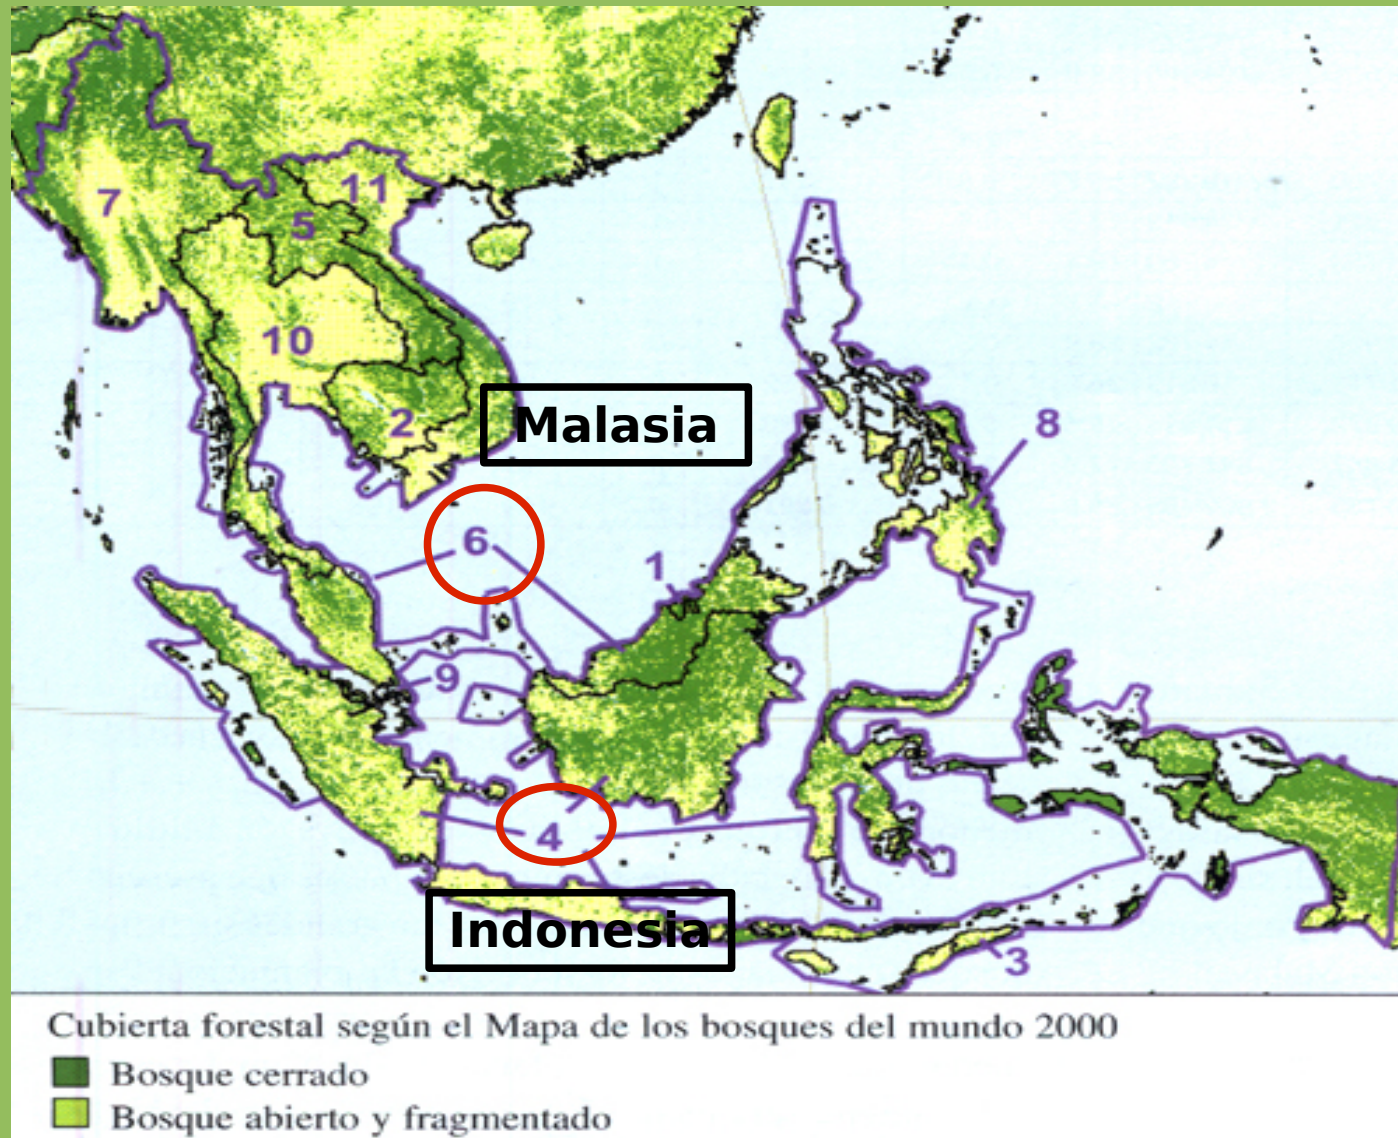 11
7
5
10
Malasia
2
8
6
1
9
4
Indonesia
3
Cubierta forestal según el Mapa de los bosques del mundo 2000
Bosque cerrado
Bosque abierto y fragmentado